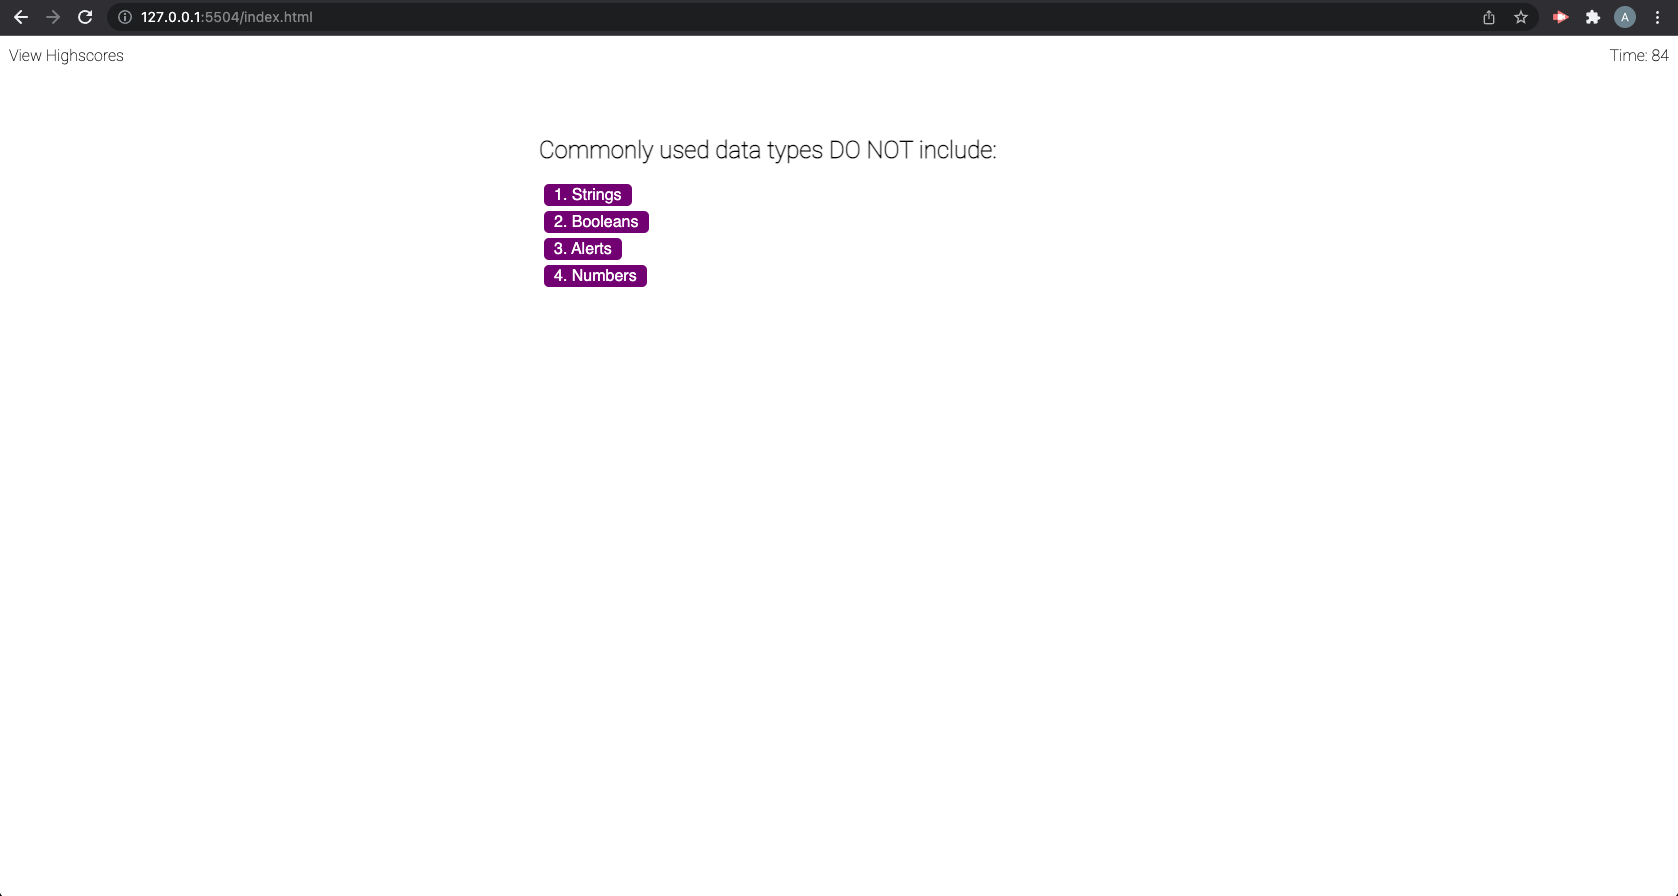 127.0.0.1:5504/index.html
A
View Highscores
Time: 84
Commonly used data types DO NOT include:
1. Strings
2. Booleans
3. Alerts
4. Numbers